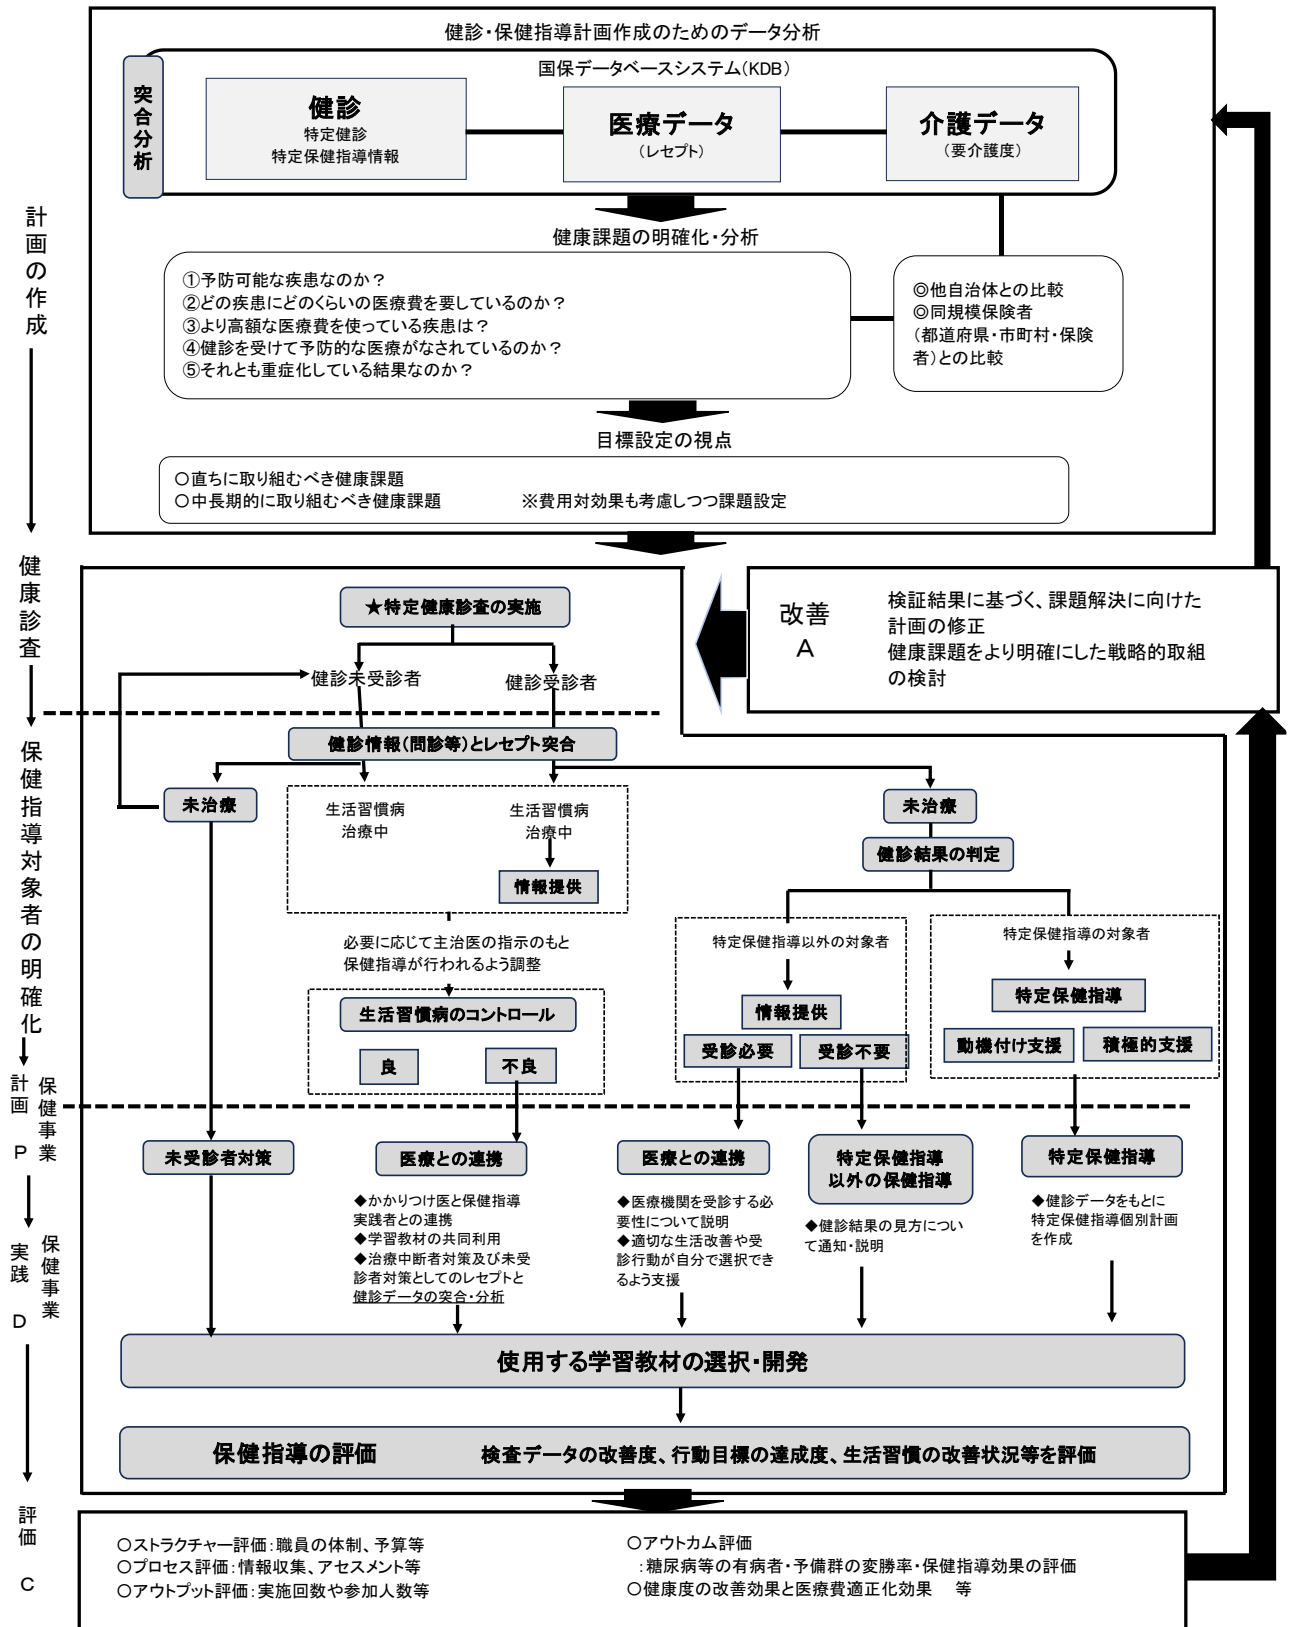 健診・保健指導計画作成のためのデータ分析
国保データベースシステム(KDB)
突合分析
健診
特定健診
特定保健指導情報
医療データ
(レセプト)
介護データ
(要介護度)
計画の作成
健康課題の明確化・分析
①予防可能な疾患なのか?
②どの疾患にどのくらいの医療費を要しているのか?
③より高額な医療費を使っている疾患は?
④健診を受けて予防的な医療がなされているのか?
⑤それとも重症化している結果なのか?
◎他自治体との比較
◎同規模保険者
(都道府県・市町村・保険
者)との比較
目標設定の視点
○直ちに取り組むべき健康課題
○中長期的に取り組むべき健康課題 ※費用対効果も考慮しつつ課題設定
健康診査
★特定健康診査の実施
健診未受診者
健診受診者
改善
A
検証結果に基づく、課題解決に向けた
計画の修正
健康課題をより明確にした戦略的取組
の検討
保健指導対象者の明確化
健診情報(問診等)とレセプト突合
未治療
生活習慣病
治療中
生活習慣病
治療中
情報提供
未治療
健診結果の判定
必要に応じて主治医の指示のもと
保健指導が行われるよう調整
生活習慣病のコントロール
良
不良
特定保健指導以外の対象者
情報提供
受診必要
受診不要
特定保健指導の対象者
特定保健指導
動機付け支援
積極的支援
保健事業
計画 P
未受診者対策
医療との連携
医療との連携
特定保健指導
以外の保健指導
特定保健指導
◆かかりつけ医と保健指導
実践者との連携
◆学習教材の共同利用
◆治療中断者対策及び未受
診者対策としてのレセプトと
健診データの突合・分析
◆医療機関を受診する必
要性について説明
◆適切な生活改善や受
診行動が自分で選択でき
るよう支援
◆健診結果の見方につい
て通知・説明
◆健診データをもとに
特定保健指導個別計画
を作成
保健事業
実践 D
使用する学習教材の選択・開発
保健指導の評価 検査データの改善度、行動目標の達成度、生活習慣の改善状況等を評価
評価 C
○ストラクチャー評価:職員の体制、予算等
○プロセス評価:情報収集、アセスメント等
○アウトプット評価:実施回数や参加人数等
○アウトカム評価
:糖尿病等の有病者・予備群の変勝率・保健指導効果の評価
○健康度の改善効果と医療費適正化効果 等